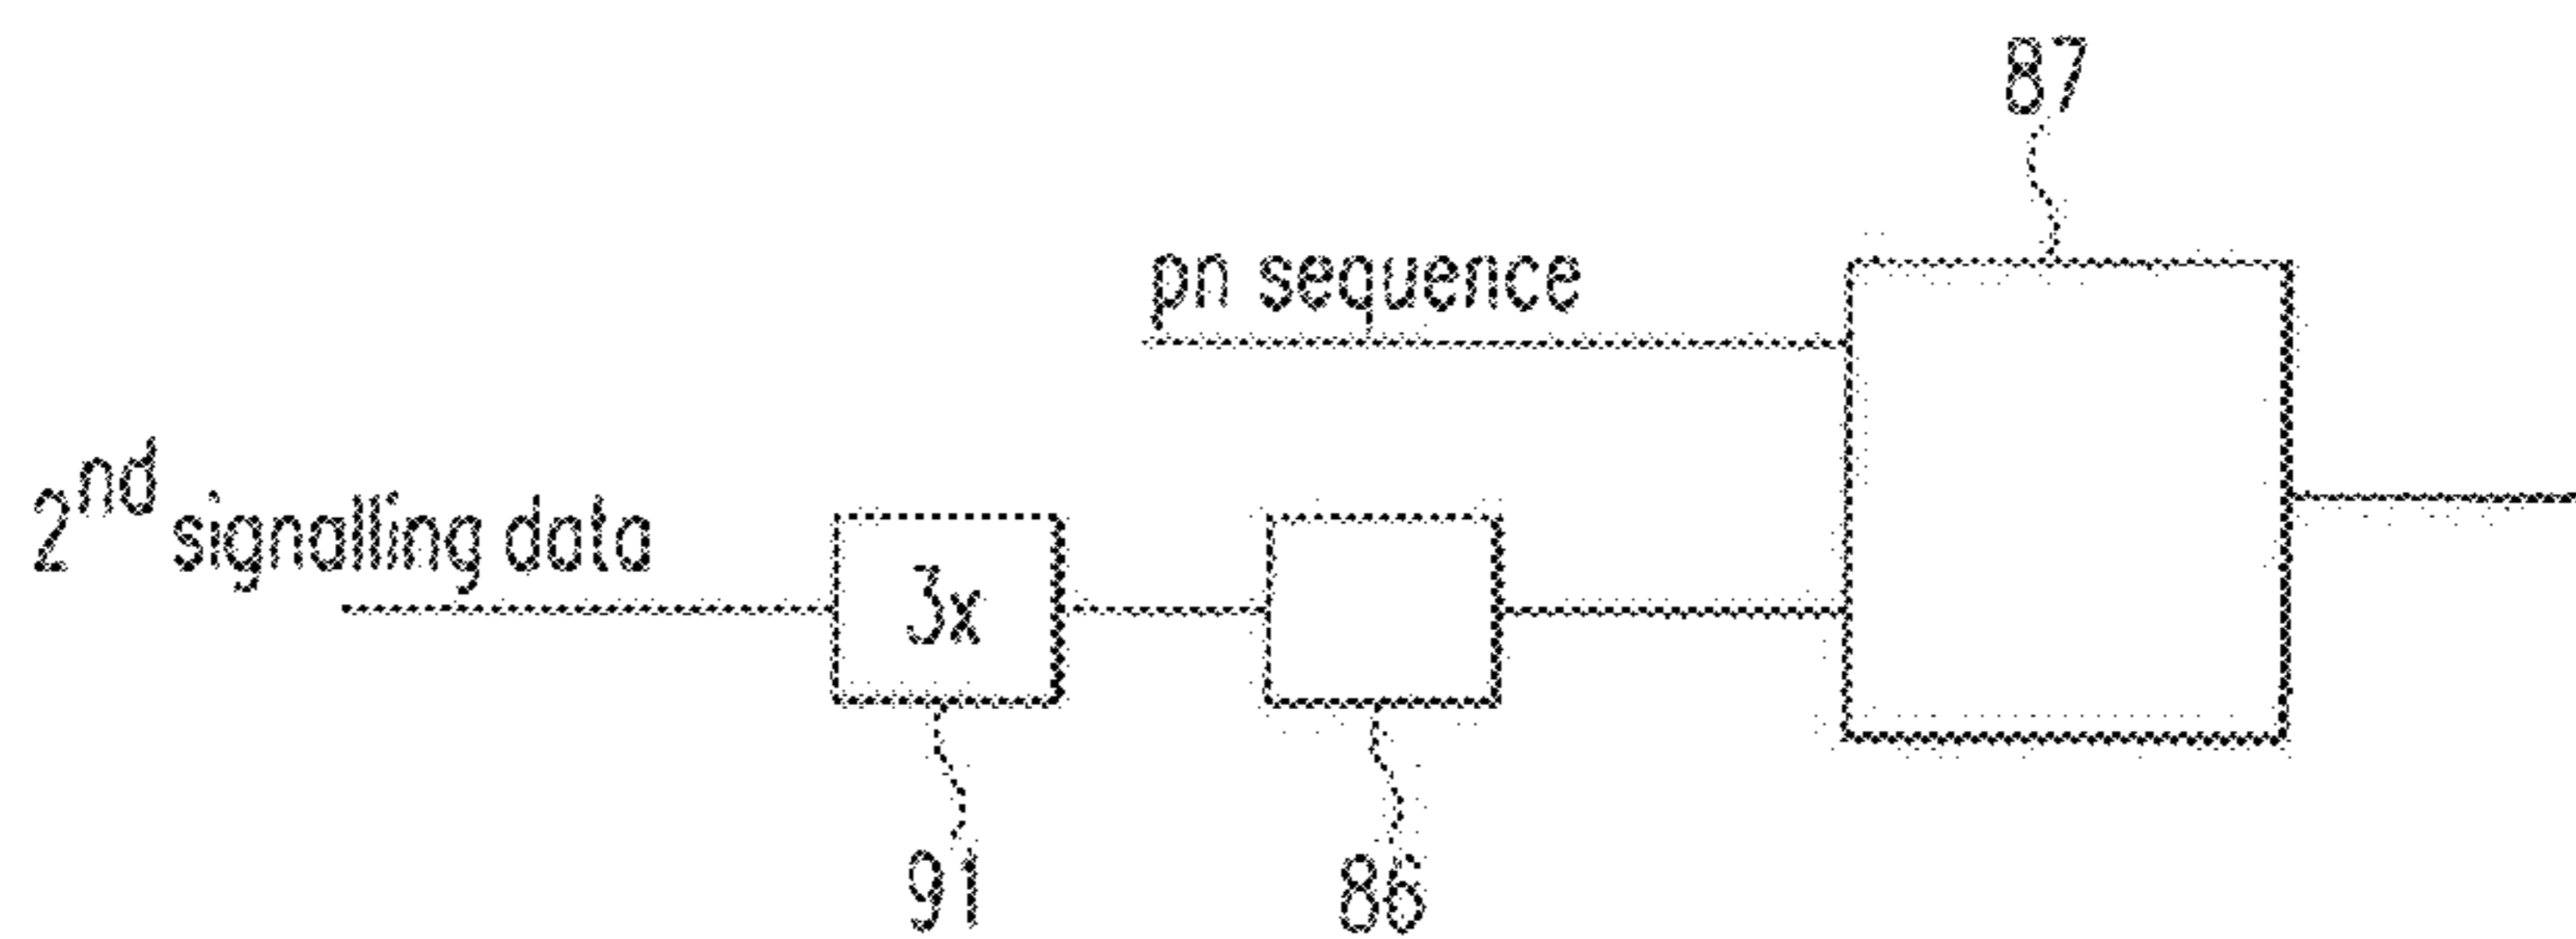 87
pn sequence
2nd signalling data
3x
91
86